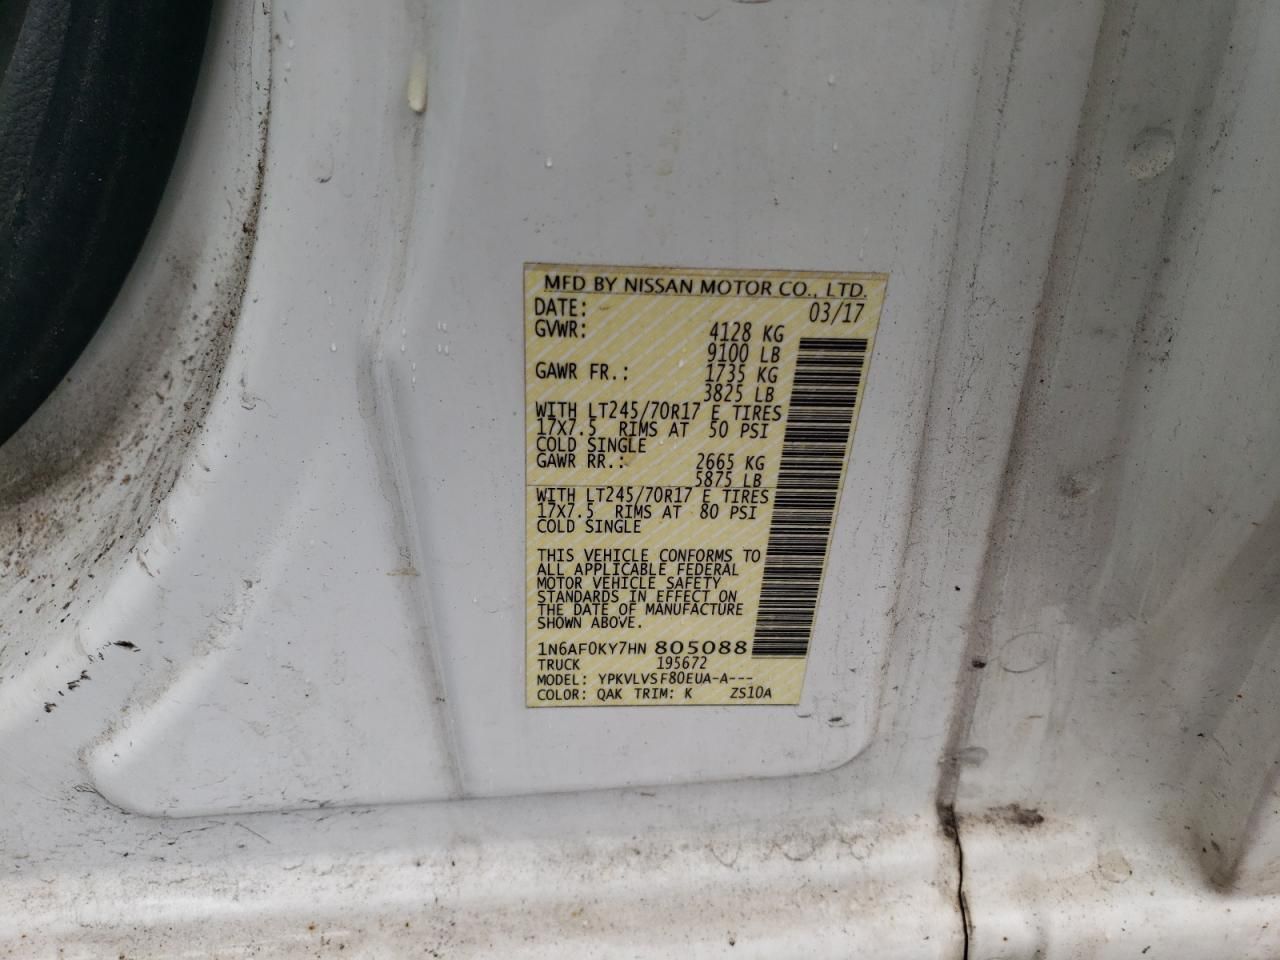 MFD BY NISSAN MOTOR CO., LTD.
DATE: 03/17
GVWR: 4128 KG
9100 LB
GAWR FR.: 1735 KG
3825 LB
WITH LT245/70R17 E TIRES
17X7.5 RIMS AT 50 PSI
COLD SINGLE
GAWR RR.: 2665 KG
5875 LB
WITH LT245/70R17 E TIRES
17X7.5 RIMS AT 80 PSI
COLD SINGLE
THIS VEHICLE CONFORMS TO
ALL APPLICABLE FEDERAL
MOTOR VEHICLE SAFETY
STANDARDS IN EFFECT ON
THE DATE OF MANUFACTURE
SHOWN ABOVE.
1N6AF0KY7HN 805088
TRUCK 195672
MODEL: YPKVLVSF80EUA-A---
COLOR: QAK TRIM: K ZS10A